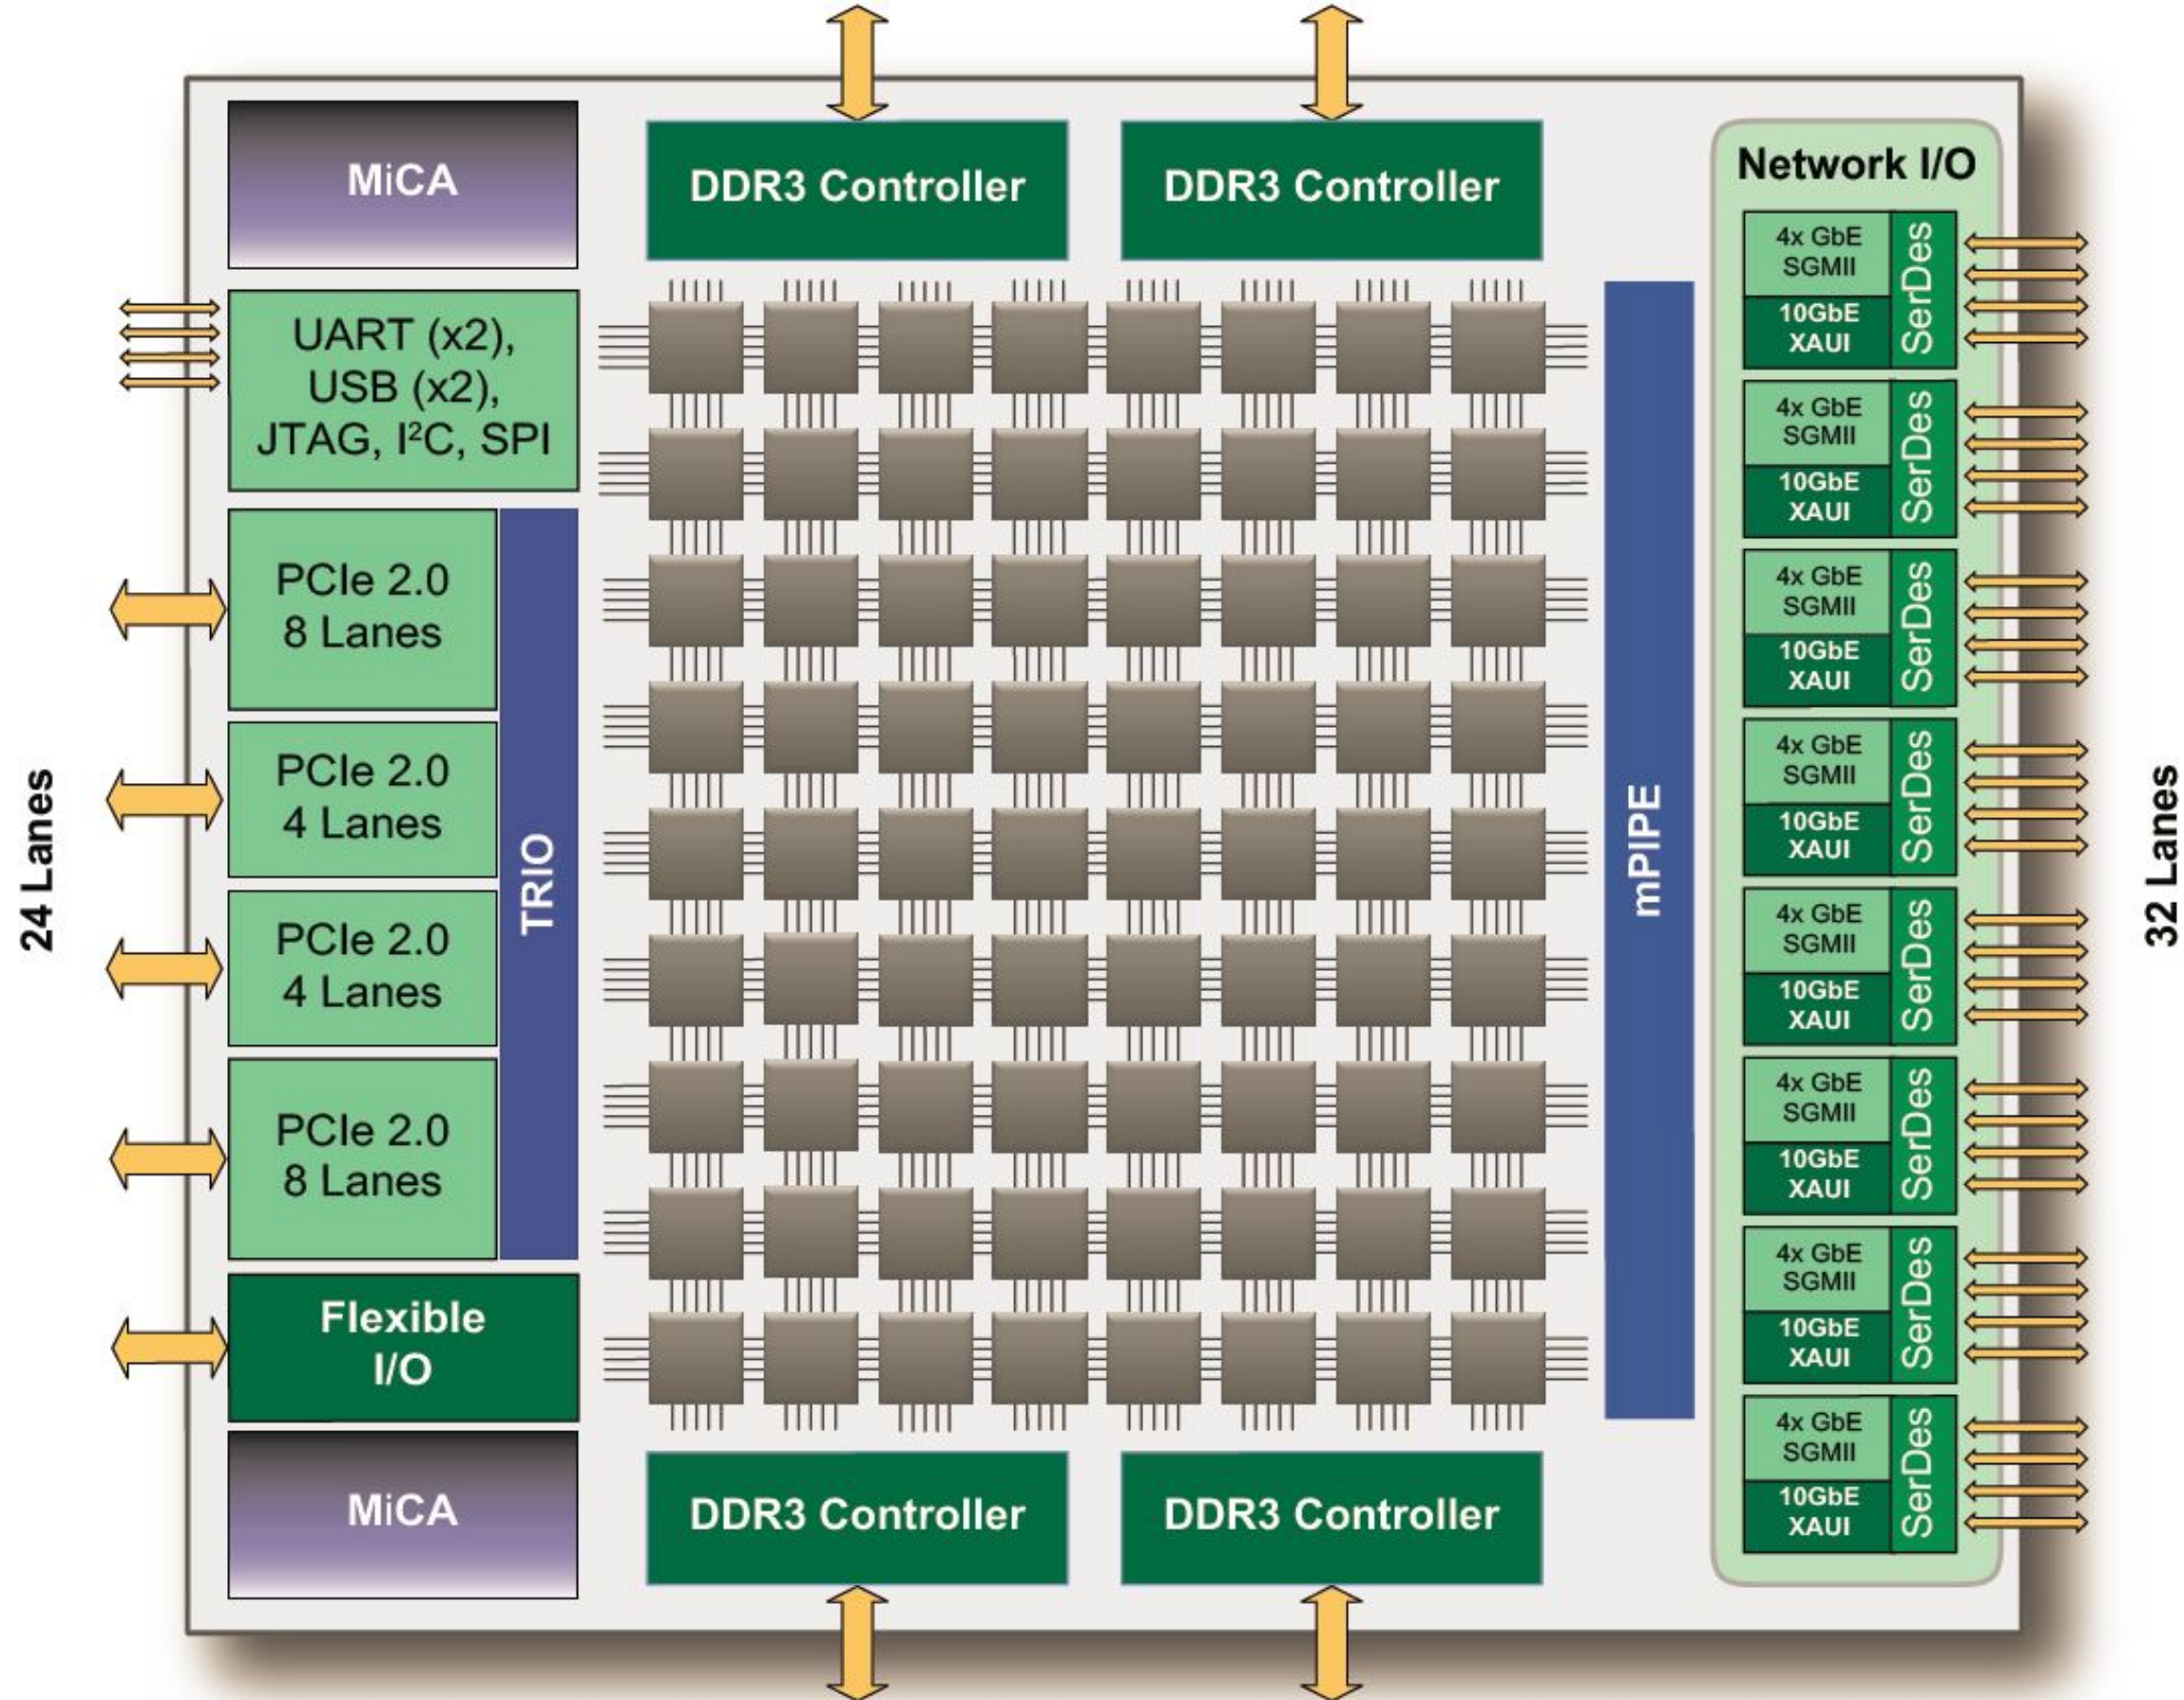 MiCA
DDR3 Controller
DDR3 Controller
Network I/O
UART (x2),
USB (x2),
JTAG, I²C, SPI
PCIe 2.0
8 Lanes
PCIe 2.0
4 Lanes
PCIe 2.0
4 Lanes
PCIe 2.0
8 Lanes
TRIO
24 Lanes
Flexible
I/O
MiCA
DDR3 Controller
DDR3 Controller
mPIPE
4x GbE
SGMII
10GbE
XAUI
SerDes
4x GbE
SGMII
10GbE
XAUI
SerDes
4x GbE
SGMII
10GbE
XAUI
SerDes
4x GbE
SGMII
10GbE
XAUI
SerDes
4x GbE
SGMII
10GbE
XAUI
SerDes
4x GbE
SGMII
10GbE
XAUI
SerDes
4x GbE
SGMII
10GbE
XAUI
SerDes
4x GbE
SGMII
10GbE
XAUI
SerDes
32 Lanes